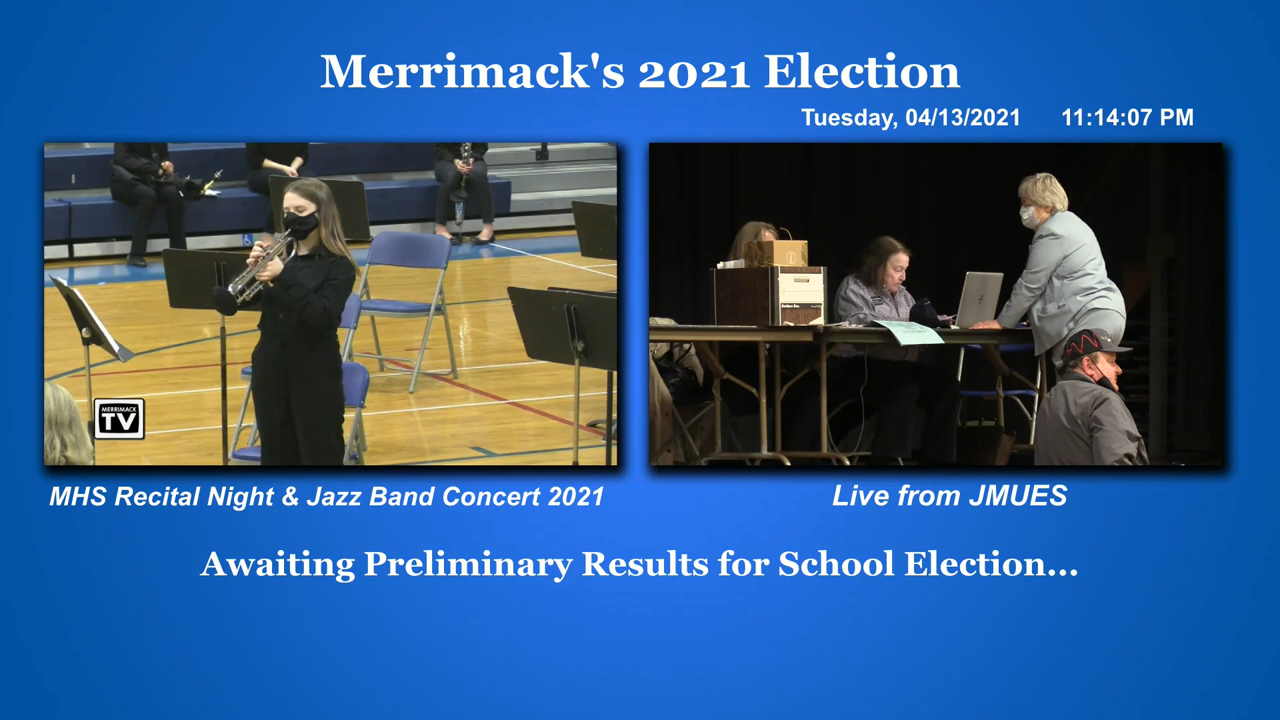 Merrimack's 2021 Election
Tuesday, 04/13/2021 11:14:07 PM
MERRIMACK
TV
MHS Recital Night & Jazz Band Concert 2021
Live from JMUES
Awaiting Preliminary Results for School Election...